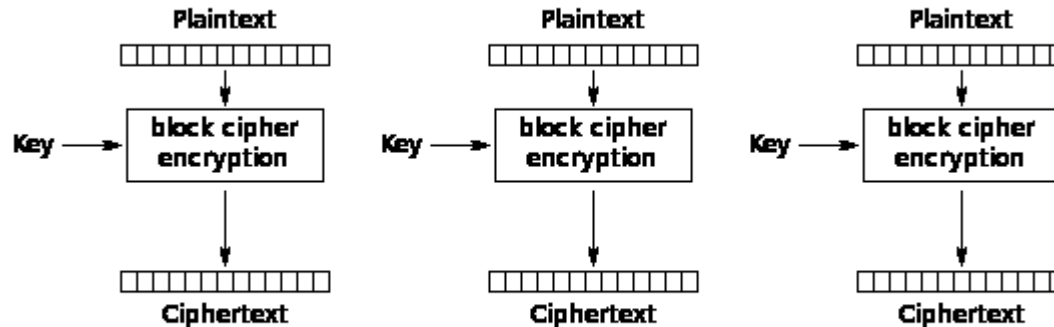 Plaintext
Plaintext
Plaintext
Key
block cipher
encryption
Key
block cipher
encryption
Key
block cipher
encryption
Ciphertext
Ciphertext
Ciphertext